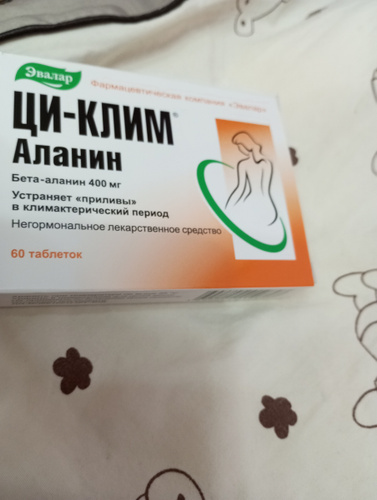 Эвалар
Фармацевтическая компания «Эвалар»
ЦИ-КЛИМ®
Аланин
Бета-аланин 400 мг
Устраняет «приливы»
в климактерический период
Негормональное лекарственное средство
60 таблеток